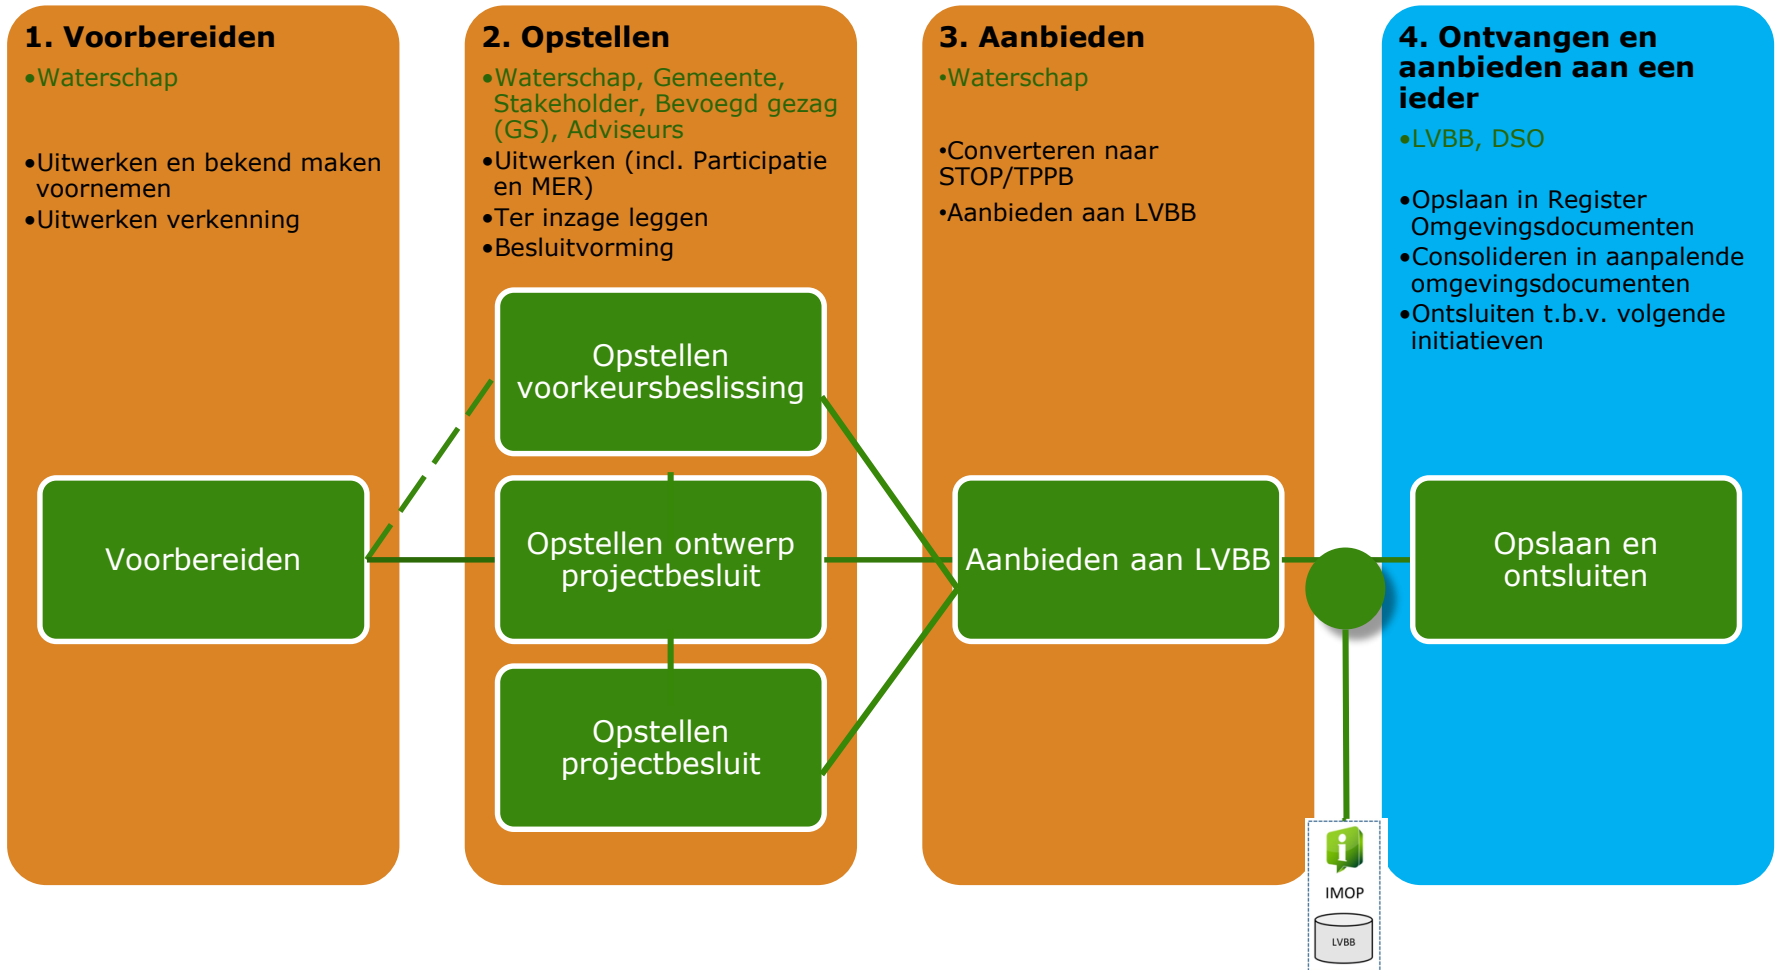 1. Voorbereiden
•Waterschap
•Uitwerken en bekend maken
voornemen
•Uitwerken verkenning
Voorbereiden
2. Opstellen
•Waterschap, Gemeente,
Stakeholder, Bevoegd gezag
(GS), Adviseurs
•Uitwerken (incl. Participatie
en MER)
•Ter inzage leggen
•Besluitvorming
Opstellen
voorkeursbeslissing
Opstellen ontwerp
projectbesluit
Opstellen
projectbesluit
3. Aanbieden
•Waterschap
•Converteren naar
STOP/TPPB
•Aanbieden aan LVBB
Aanbieden aan LVBB
4. Ontvangen en
aanbieden aan een
ieder
•LVBB, DSO
•Opslaan in Register
Omgevingsdocumenten
•Consolideren in aanpalende
omgevingsdocumenten
•Ontsluiten t.b.v. volgende
initiatieven
Opslaan en
ontsluiten
i
IMOP
LVBB